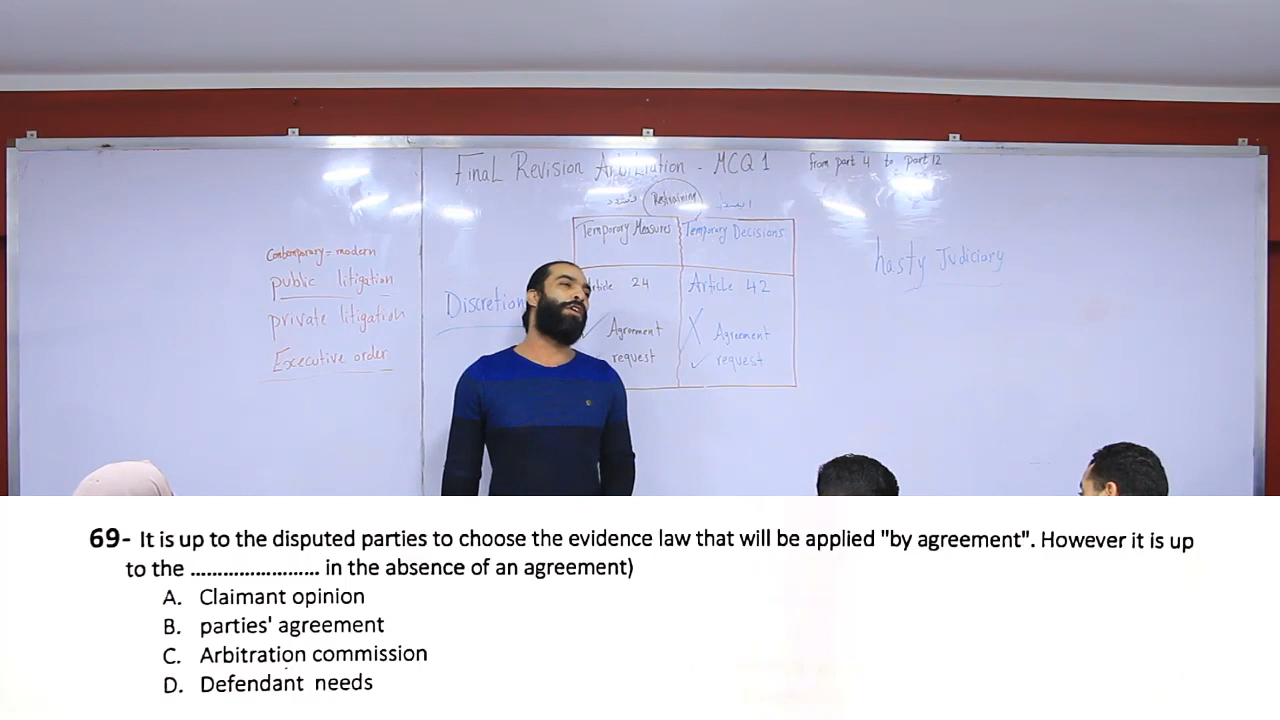 Final Revision Arbitration - MCQ 1 from part 4 to part 12
Restraining
Temporary Measures Temporary Decisions
Contemporary = modern
public litigation
private litigation
Executive order
Discretion
Article 24 Article 42
Agreement Agreement
request request
hasty Judiciary
69- It is up to the disputed parties to choose the evidence law that will be applied "by agreement". However it is up
to the ........................ in the absence of an agreement)
A. Claimant opinion
B. parties' agreement
C. Arbitration commission
D. Defendant needs